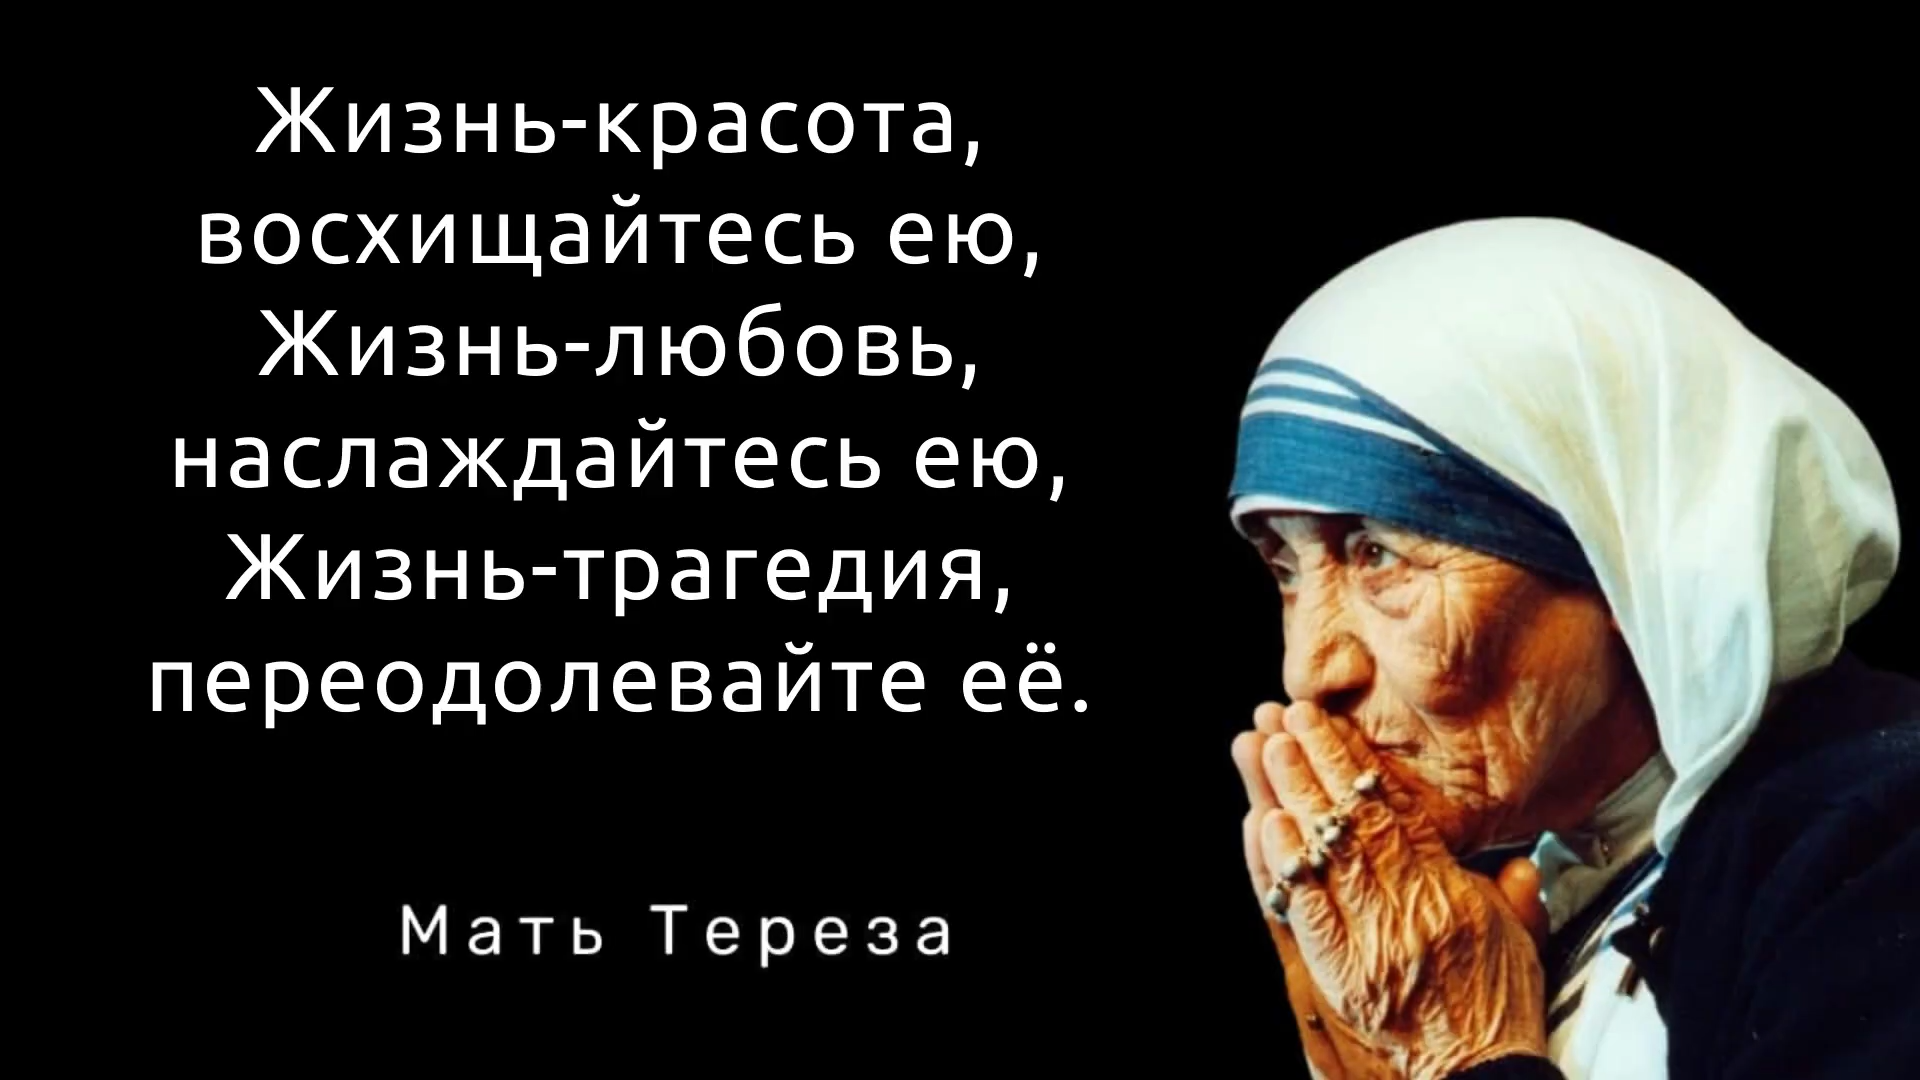 Жизнь-красота,
восхищайтесь ею,
Жизнь-любовь,
наслаждайтесь ею,
Жизнь-трагедия,
переодолевайте её.
Мать Тереза